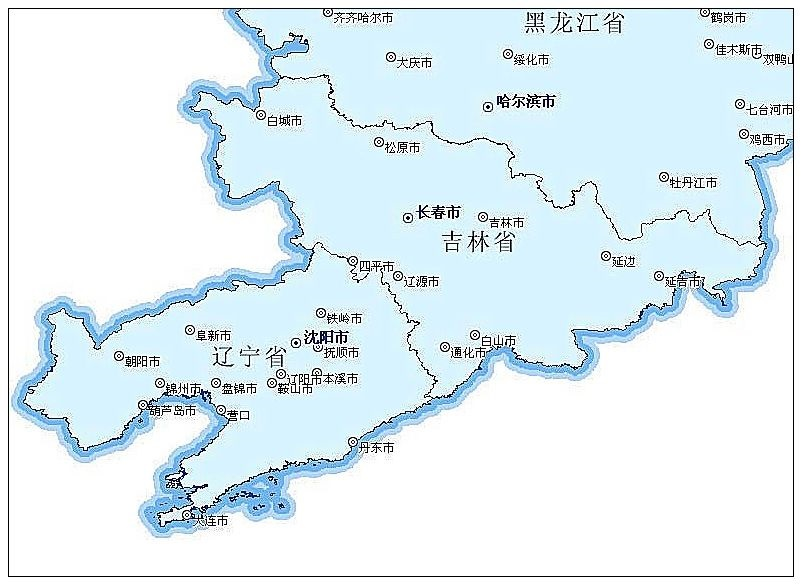 齐齐哈尔市
黑龙江省
鹤岗市
大庆市
绥化市
佳木斯市
双鸭山
哈尔滨市
七台河市
白城市
松原市
鸡西市
牡丹江市
长春市
吉林市
吉林省
四平市
辽源市
延边
延吉市
铁岭市
阜新市
沈阳市
抚顺市
辽宁省
朝阳市
白山市
通化市
锦州市
盘锦市
辽阳市
本溪市
鞍山市
葫芦岛市
营口
丹东市
大连市